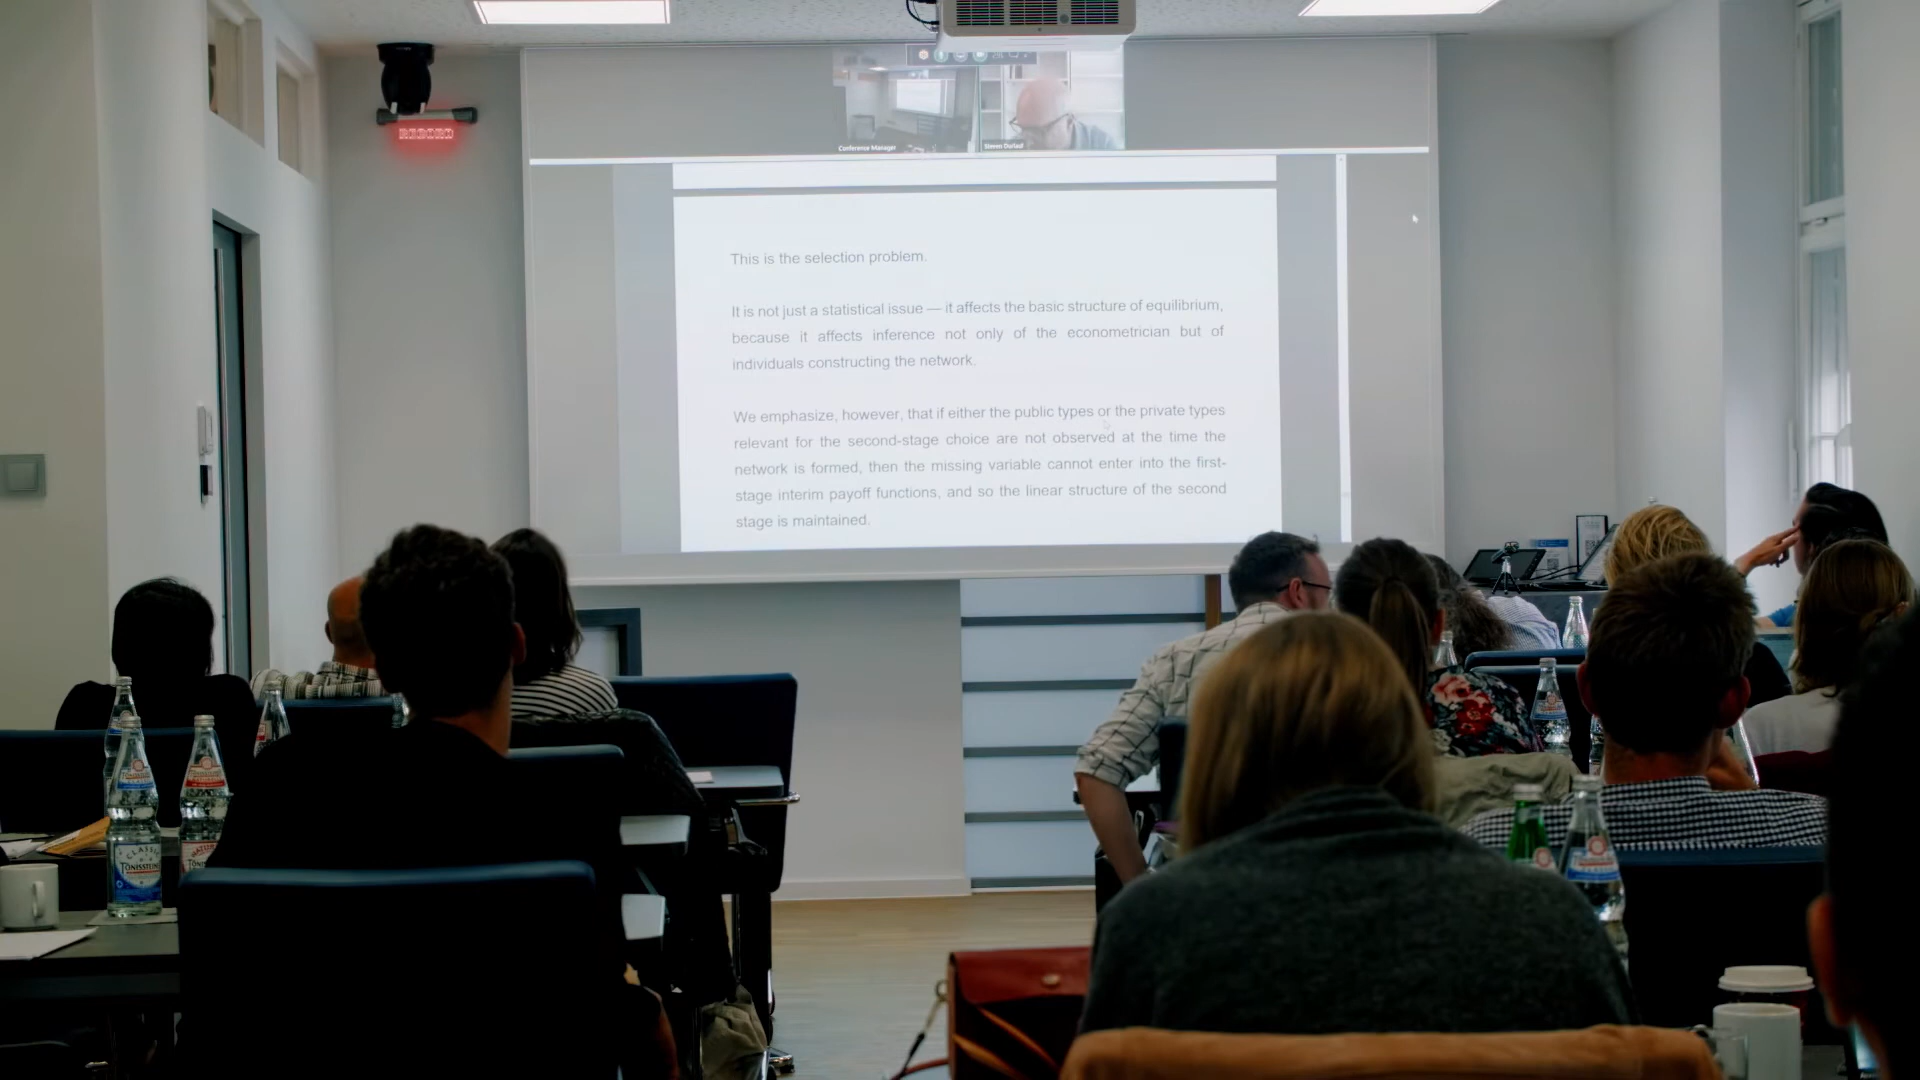 Conference Manager
Steven Durlauf
This is the selection problem.
It is not just a statistical issue — it affects the basic structure of equilibrium,
because it affects inference not only of the econometrician but of
individuals constructing the network.
We emphasize, however, that if either the public types or the private types
relevant for the second-stage choice are not observed at the time the
network is formed, then the missing variable cannot enter into the first-
stage interim payoff functions, and so the linear structure of the second
stage is maintained.
CLASSIC
TÖNISSTEINER